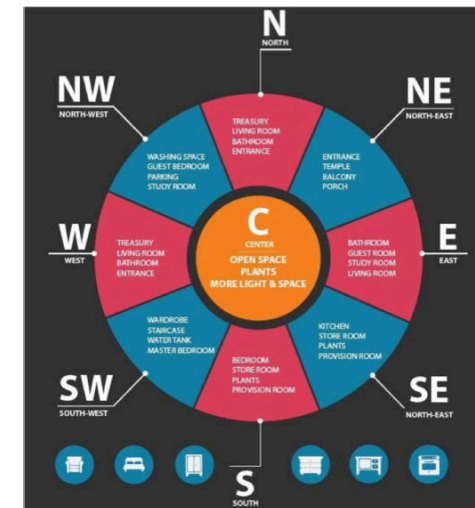 N
NORTH
NW
NORTH-WEST
NE
NORTH-EAST
TREASURY
LIVING ROOM
BATHROOM
ENTRANCE
WASHING SPACE
GUEST BEDROOM
PARKING
STUDY ROOM
ENTRANCE
TEMPLE
BALCONY
PORCH
W
WEST
TREASURY
LIVING ROOM
BATHROOM
ENTRANCE
C
CENTER
OPEN SPACE
PLANTS
MORE LIGHT & SPACE
BATHROOM
GUEST ROOM
STUDY ROOM
LIVING ROOM
E
EAST
WARDROBE
STAIRCASE
WATER TANK
MASTER BEDROOM
KITCHEN
STORE ROOM
PLANTS
PROVISION ROOM
BEDROOM
STORE ROOM
PLANTS
PROVISION ROOM
SW
SOUTH-WEST
SE
NORTH-EAST
S
SOUTH